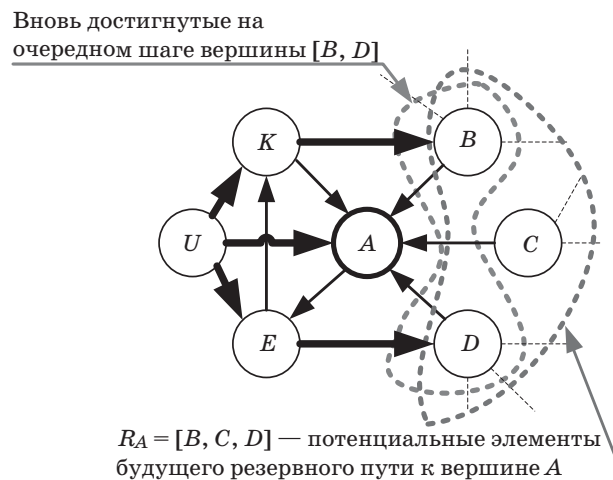 Вновь достигнутые на
очередном шаге вершины [B, D]
K
B
U
A
C
E
D
R_A = [B, C, D] — потенциальные элементы
будущего резервного пути к вершине A